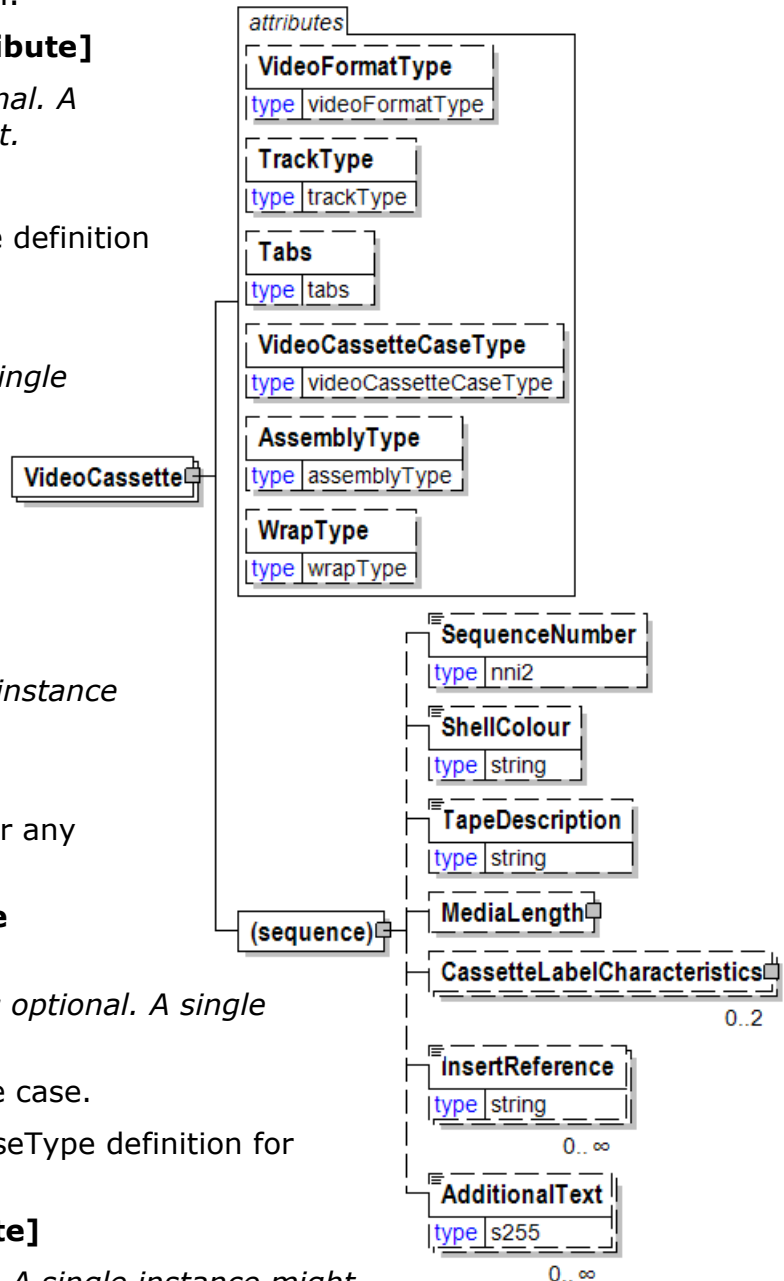 n.
ibute]
nal. A
t.
e definition
ingle
instance
r any
e
optional. A single
e case.
seType definition for
te]
A single instance might
attributes
VideoFormatType
type videoFormatType
TrackType
type trackType
Tabs
type tabs
VideoCassetteCaseType
type videoCassetteCaseType
AssemblyType
type assemblyType
WrapType
type wrapType
VideoCassette
SequenceNumber
type nni2
ShellColour
type string
TapeDescription
type string
(sequence)
MediaLength
CassetteLabelCharacteristics
0..2
InsertReference
type string
0..∞
AdditionalText
type s255
0..∞